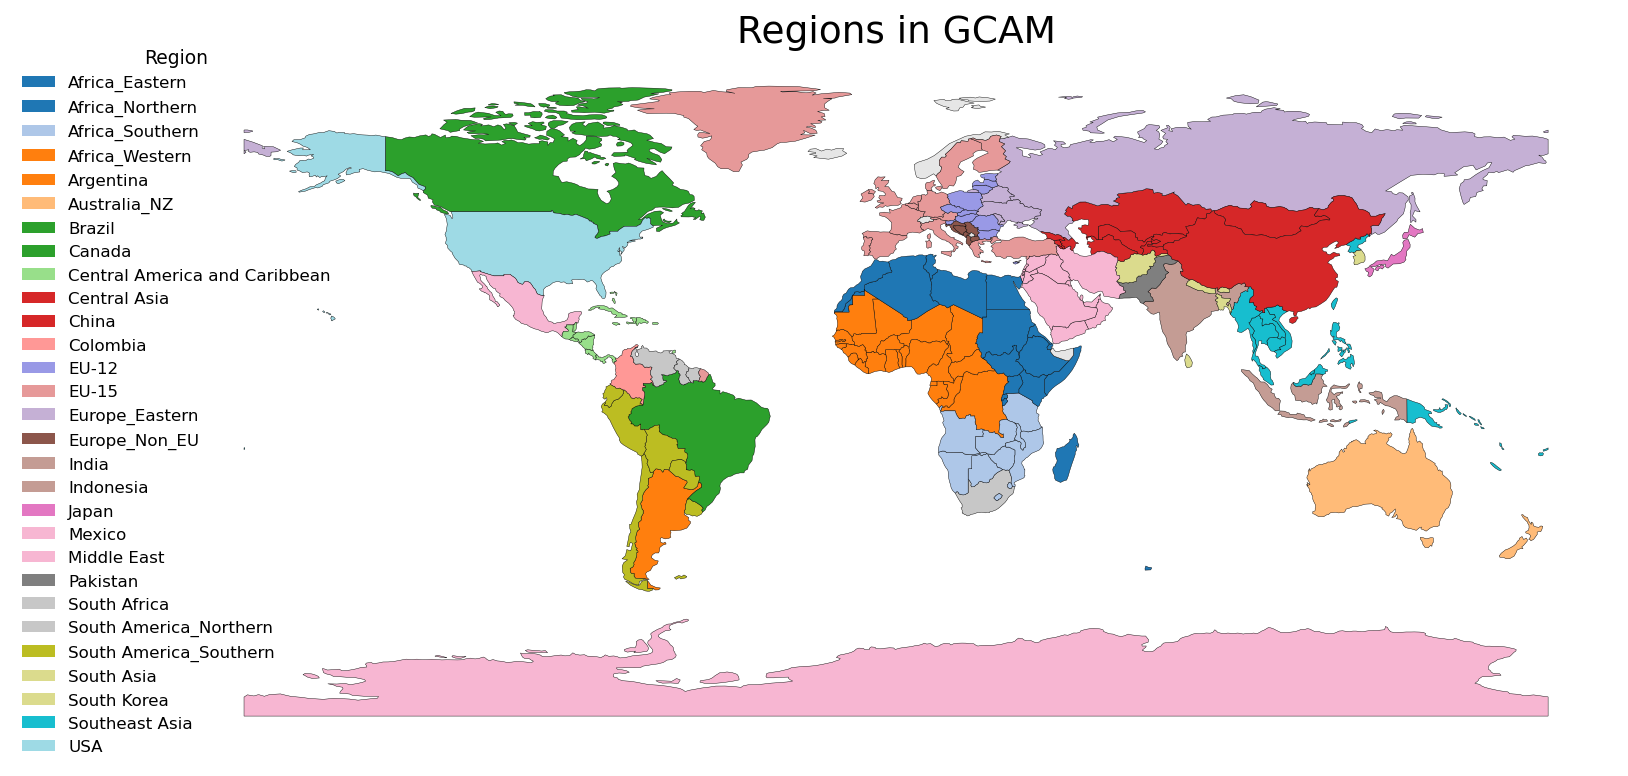 Regions in GCAM
Region
Africa_Eastern
Africa_Northern
Africa_Southern
Africa_Western
Argentina
Australia_NZ
Brazil
Canada
Central America and Caribbean
Central Asia
China
Colombia
EU-12
EU-15
Europe_Eastern
Europe_Non_EU
India
Indonesia
Japan
Mexico
Middle East
Pakistan
South Africa
South America_Northern
South America_Southern
South Asia
South Korea
Southeast Asia
USA